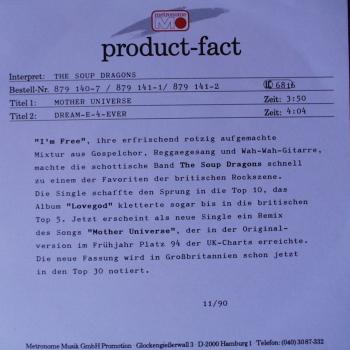 metronome
product-fact
Interpret: THE SOUP DRAGONS
Bestell-Nr. 879 140-7 / 879 141-1/ 879 141-2 LC 6816
Titel 1: MOTHER UNIVERSE Zeit: 3:50
Titel 2: DREAM-E-4-EVER Zeit: 4:04
"I'm Free", ihre erfrischend rotzig aufgemachte
Mixtur aus Gospelchor, Reggaegesang und Wah-Wah-Gitarre,
machte die schottische Band The Soup Dragons schnell
zu einem der Favoriten der britischen Rockszene.
Die Single schaffte den Sprung in die Top 10, das
Album "Lovegod" kletterte sogar bis in die britischen
Top 5. Jetzt erscheint als neue Single ein Remix
des Songs "Mother Universe", der in der Original-
version im Frühjahr Platz 94 der UK-Charts erreichte.
Die neue Fassung wird in Großbritannien schon jetzt
in den Top 30 notiert.
11/90
Metronome Musik GmbH Promotion Glockengießerwall 3 D-2000 Hamburg 1 Telefon: (040) 30 87-332